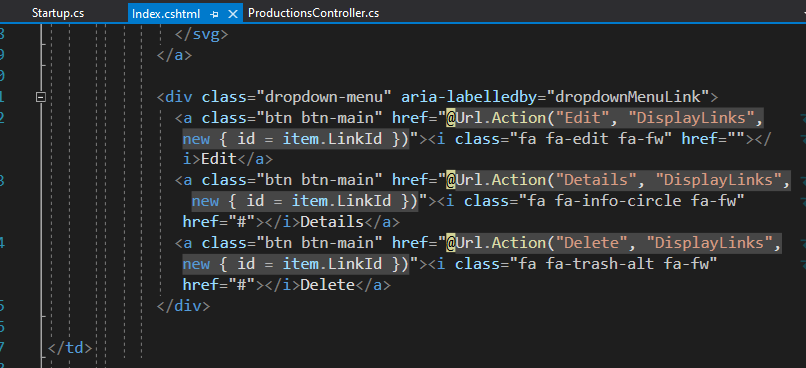 Startup.cs Index.cshtml ProductionsController.cs
8 </svg>
9 </a>
0
1 <div class="dropdown-menu" aria-labelledby="dropdownMenuLink">
2 <a class="btn btn-main" href="@Url.Action("Edit", "DisplayLinks",
new { id = item.LinkId })"><i class="fa fa-edit fa-fw" href=""></
i>Edit</a>
3 <a class="btn btn-main" href="@Url.Action("Details", "DisplayLinks",
new { id = item.LinkId })"><i class="fa fa-info-circle fa-fw"
href="#"></i>Details</a>
4 <a class="btn btn-main" href="@Url.Action("Delete", "DisplayLinks",
new { id = item.LinkId })"><i class="fa fa-trash-alt fa-fw"
href="#"></i>Delete</a>
5 </div>
6
7 </td>